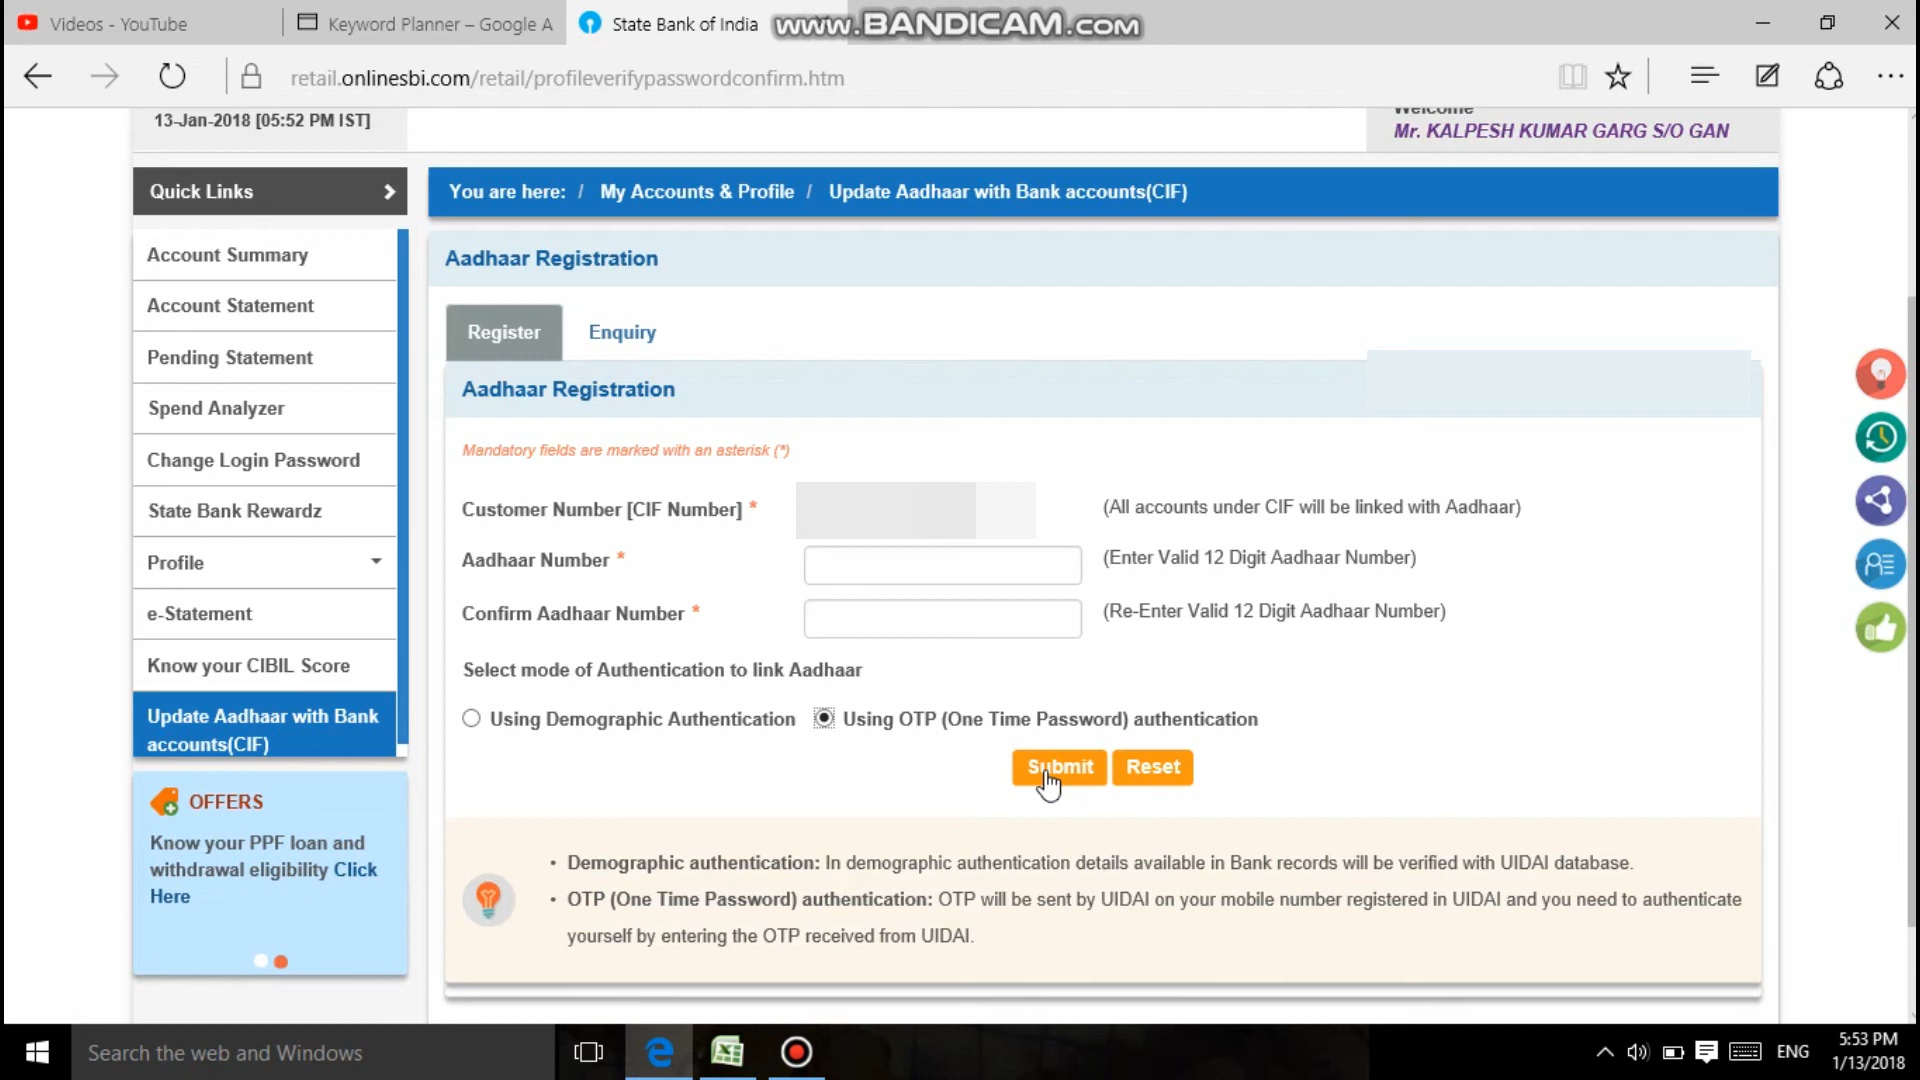 Videos - YouTube
Keyword Planner – Google A
State Bank of India
www.BANDICAM.com
retail.onlinesbi.com/retail/profileverifypasswordconfirm.htm
13-Jan-2018 [05:52 PM IST]
Welcome
Mr. KALPESH KUMAR GARG S/O GAN
Quick Links
You are here: / My Accounts & Profile / Update Aadhaar with Bank accounts(CIF)
Account Summary
Account Statement
Pending Statement
Spend Analyzer
Change Login Password
State Bank Rewardz
Profile
e-Statement
Know your CIBIL Score
Update Aadhaar with Bank
accounts(CIF)
OFFERS
Know your PPF loan and
withdrawal eligibility Click
Here
Aadhaar Registration
Register
Enquiry
Aadhaar Registration
Mandatory fields are marked with an asterisk (*)
Customer Number [CIF Number] * (All accounts under CIF will be linked with Aadhaar)
Aadhaar Number * (Enter Valid 12 Digit Aadhaar Number)
Confirm Aadhaar Number * (Re-Enter Valid 12 Digit Aadhaar Number)
Select mode of Authentication to link Aadhaar
Using Demographic Authentication Using OTP (One Time Password) authentication
Submit Reset
• Demographic authentication: In demographic authentication details available in Bank records will be verified with UIDAI database.
• OTP (One Time Password) authentication: OTP will be sent by UIDAI on your mobile number registered in UIDAI and you need to authenticate
yourself by entering the OTP received from UIDAI.
Search the web and Windows
ENG
5:53 PM
1/13/2018